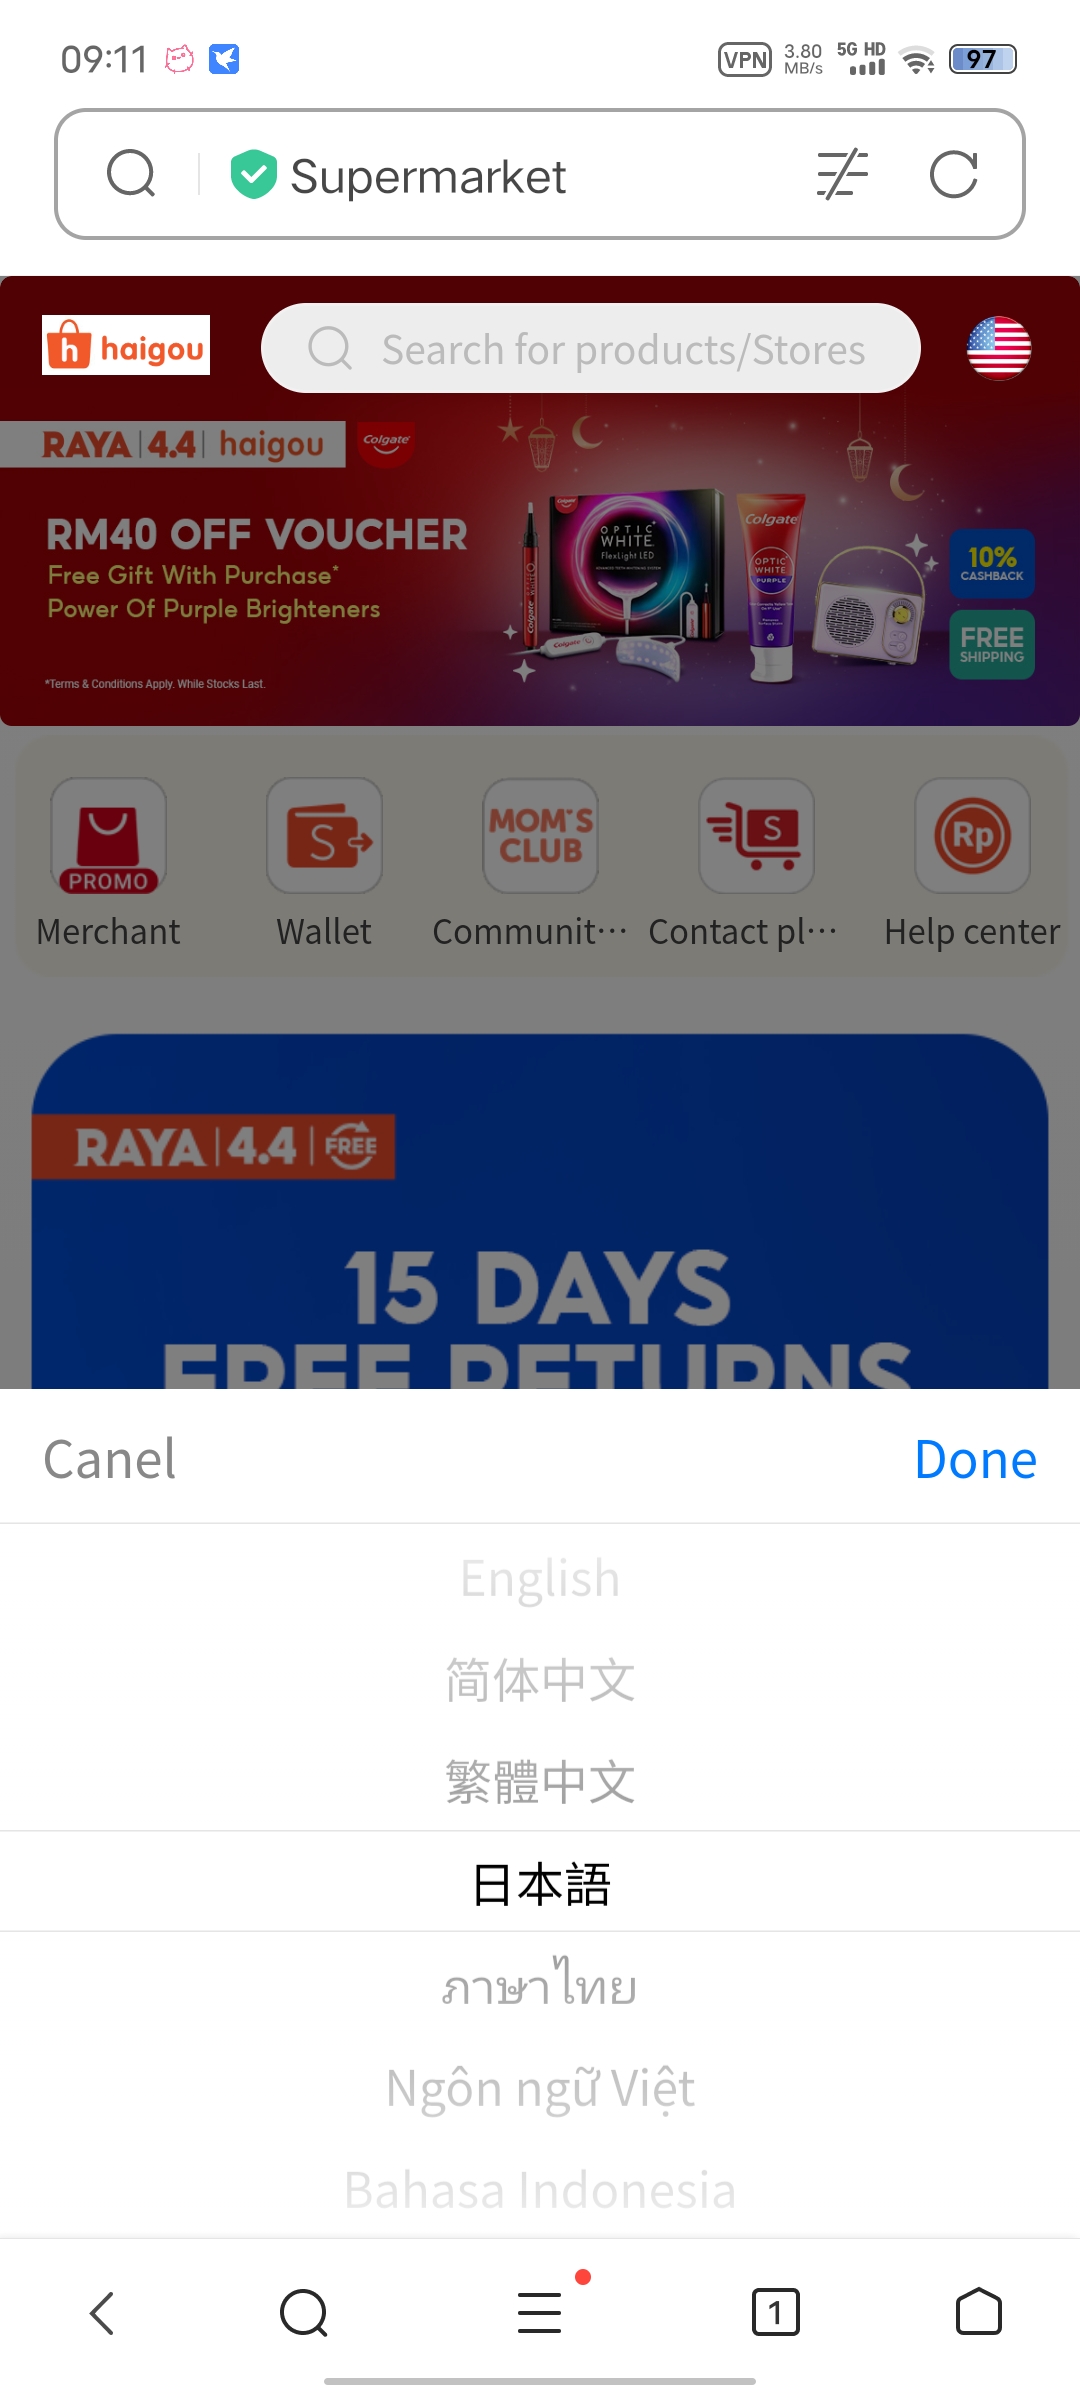 09:11
VPN
3.80 MB/s
5G HD
97
Supermarket
haigou
Search for products/Stores
RAYA | 4.4 | haigou
Colgate
RM40 OFF VOUCHER
Free Gift With Purchase*
Power Of Purple Brighteners
*Terms & Conditions Apply. While Stocks Last.
OPTIC WHITE
FlexLight LED
Colgate
OPTIC WHITE
PURPLE
10% CASHBACK
FREE SHIPPING
PROMO
MOM'S CLUB
Rp
Merchant
Wallet
Communit···
Contact pl···
Help center
RAYA | 4.4 | FREE
15 DAYS
FREE RETURNS
Canel
Done
English
简体中文
繁體中文
日本語
ภาษาไทย
Ngôn ngữ Việt
Bahasa Indonesia
1